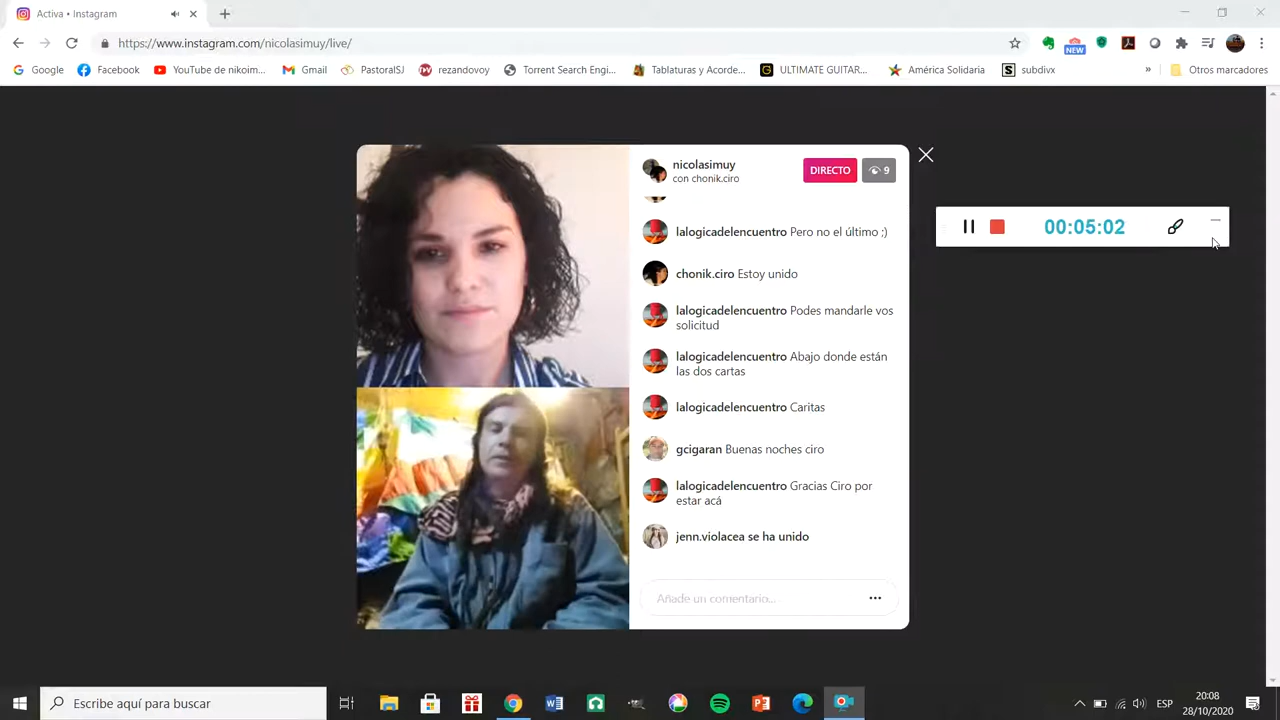 Activa • Instagram
https://www.instagram.com/nicolasimuy/live/
NEW
Google
Facebook
YouTube de nikoim...
Gmail
PastoralSJ
rezandovoy
Torrent Search Engi...
Tablaturas y Acorde...
ULTIMATE GUITAR...
América Solidaria
subdivx
»
Otros marcadores
nicolasimuy
con chonik.ciro
DIRECTO
9
lalogicadelencuentro Pero no el último ;)
chonik.ciro Estoy unido
lalogicadelencuentro Podes mandarle vos
solicitud
lalogicadelencuentro Abajo donde están
las dos cartas
lalogicadelencuentro Caritas
gcigaran Buenas noches ciro
lalogicadelencuentro Gracias Ciro por
estar acá
jenn.violacea se ha unido
Añade un comentario...
00:05:02
Escribe aquí para buscar
ESP
20:08
28/10/2020